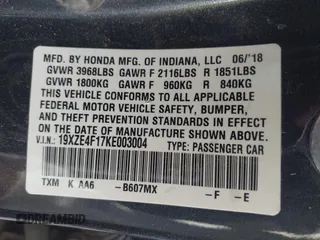 MFD. BY HONDA MFG. OF INDIANA, LLC 06/'18
GVWR 3968LBS GAWR F 2116LBS R 1851LBS
GVWR 1800KG GAWR F 960KG R 840KG
THIS VEHICLE CONFORMS TO ALL APPLICABLE
FEDERAL MOTOR VEHICLE SAFETY, BUMPER,
AND THEFT PREVENTION STANDARDS IN EFFECT
ON THE DATE OF MANUFACTURE SHOWN ABOVE.
V.I.N.: 19XZE4F17KE003004 TYPE: PASSENGER CAR
TXM K AA6 -B607MX -F -E
IDREAMBID